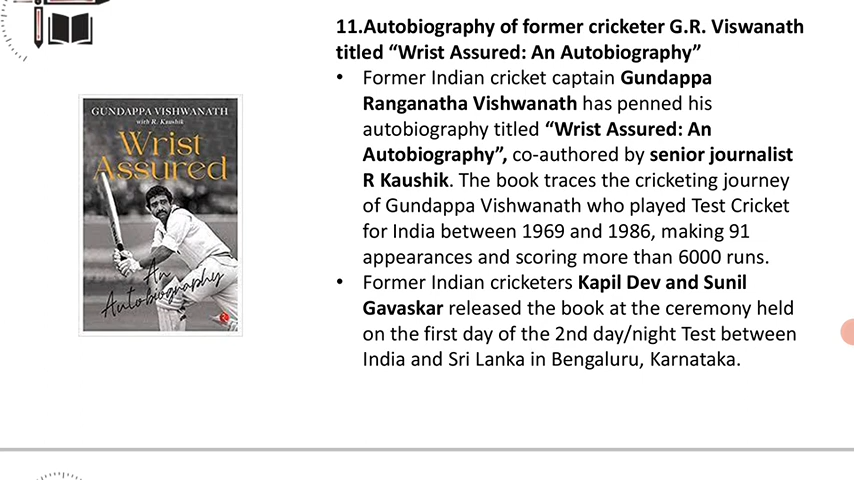 11.Autobiography of former cricketer G.R. Viswanath
titled “Wrist Assured: An Autobiography”
• Former Indian cricket captain Gundappa
Ranganatha Vishwanath has penned his
autobiography titled “Wrist Assured: An
Autobiography”, co-authored by senior journalist
R Kaushik. The book traces the cricketing journey
of Gundappa Vishwanath who played Test Cricket
for India between 1969 and 1986, making 91
appearances and scoring more than 6000 runs.
• Former Indian cricketers Kapil Dev and Sunil
Gavaskar released the book at the ceremony held
on the first day of the 2nd day/night Test between
India and Sri Lanka in Bengaluru, Karnataka.
GUNDAPPA VISHWANATH
with R. Kaushik
Wrist
Assured
An
Autobiography